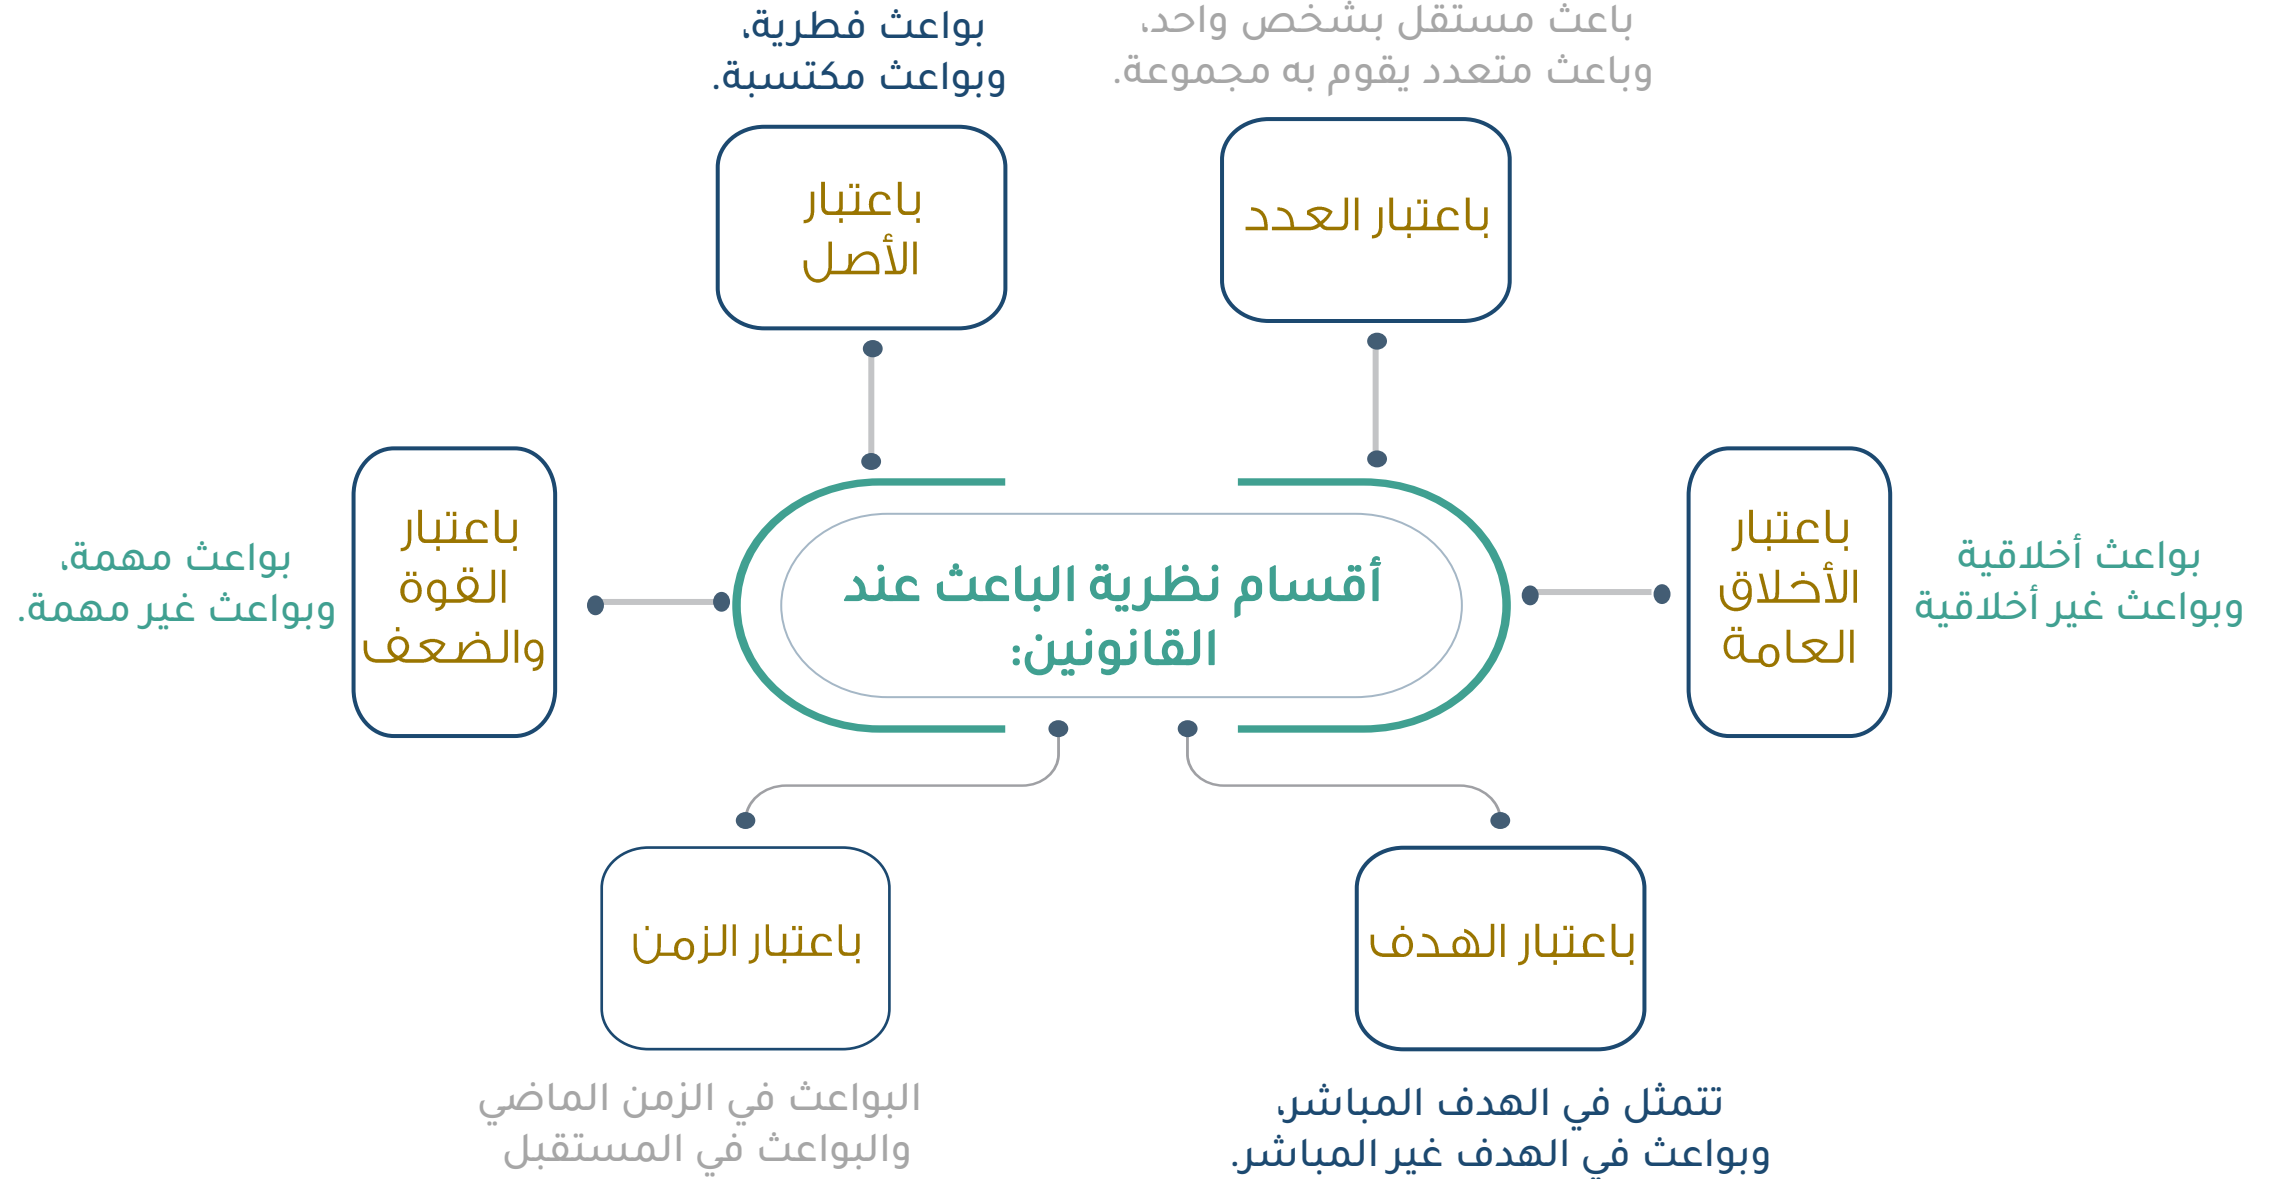 باعث مستقل بشخص واحد،
وباعث متعدد يقوم به مجموعة.
بواعث فطرية،
وبواعث مكتسبة.
باعتبار العدد
باعتبار
الأصل
بواعث أخلاقية
وبواعث غير أخلاقية
باعتبار
الأخلاق
العامة
أقسام نظرية الباعث عند
القانونين:
باعتبار
القوة
والضعف
بواعث مهمة،
وبواعث غير مهمة.
باعتبار الهدف
باعتبار الزمن
تتمثل في الهدف المباشر،
وبواعث في الهدف غير المباشر.
البواعث في الزمن الماضي
والبواعث في المستقبل